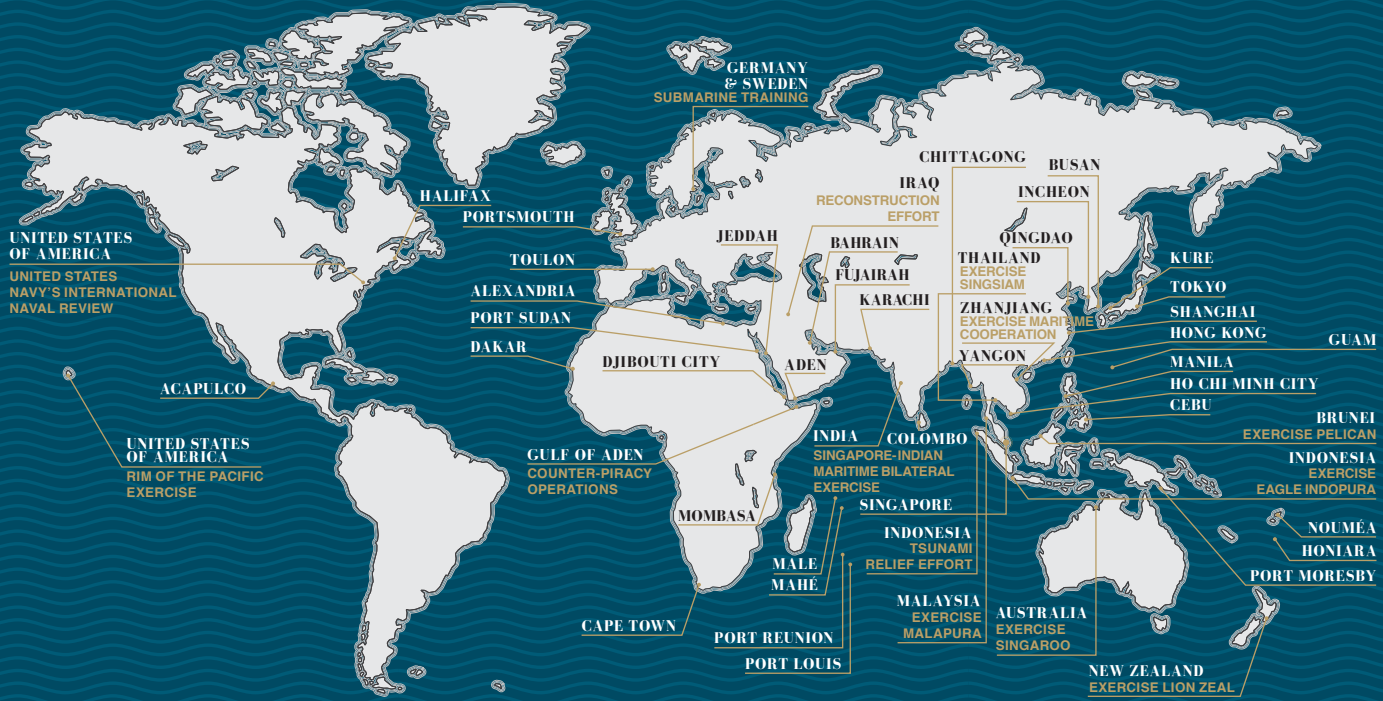 GERMANY
& SWEDEN
SUBMARINE TRAINING
CHITTAGONG
BUSAN
IRAQ
RECONSTRUCTION
EFFORT
INCHEON
HALIFAX
PORTSMOUTH
UNITED STATES
OF AMERICA
UNITED STATES
NAVY'S INTERNATIONAL
NAVAL REVIEW
JEDDAH
BAHRAIN
QINGDAO
TOULON
THAILAND
EXERCISE
SINGSIAM
KURE
FUJAIRAH
ALEXANDRIA
KARACHI
TOKYO
ZHANJIANG
EXERCISE MARITIME
COOPERATION
SHANGHAI
PORT SUDAN
HONG KONG
GUAM
DAKAR
DJIBOUTI CITY
ADEN
YANGON
MANILA
ACAPULCO
HO CHI MINH CITY
CEBU
BRUNEI
EXERCISE PELICAN
UNITED STATES
OF AMERICA
RIM OF THE PACIFIC
EXERCISE
GULF OF ADEN
COUNTER-PIRACY
OPERATIONS
INDIA
SINGAPORE-INDIAN
MARITIME BILATERAL
EXERCISE
COLOMBO
INDONESIA
EXERCISE
EAGLE INDOPURA
SINGAPORE
MOMBASA
INDONESIA
TSUNAMI
RELIEF EFFORT
NOUMÉA
HONIARA
MALE
MAHÉ
PORT MORESBY
MALAYSIA
EXERCISE
MALAPURA
AUSTRALIA
EXERCISE
SINGAROO
CAPE TOWN
PORT REUNION
PORT LOUIS
NEW ZEALAND
EXERCISE LION ZEAL